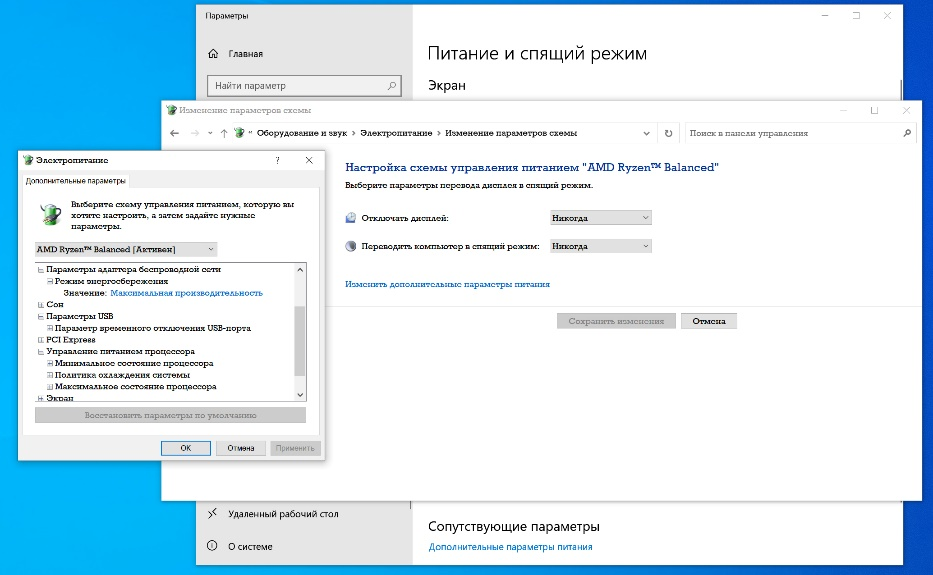 Параметры
Главная
Найти параметр
Питание и спящий режим
Экран
Изменение параметров схемы
« Оборудование и звук › Электропитание › Изменение параметров схемы
Поиск в панели управления
Настройка схемы управления питанием "AMD Ryzen™ Balanced"
Выберите параметры перевода дисплея в спящий режим.
Отключать дисплей: Никогда
Переводить компьютер в спящий режим: Никогда
Изменить дополнительные параметры питания
Сохранить изменения Отмена
Электропитание ?
Дополнительные параметры
Выберите схему управления питанием, которую вы
хотите настроить, а затем задайте нужные
параметры.
AMD Ryzen™ Balanced [Активен]
Параметры адаптера беспроводной сети
Режим энергосбережения
Значение: Максимальная производительность
Сон
Параметры USB
Параметр временного отключения USB-порта
PCI Express
Управление питанием процессора
Минимальное состояние процессора
Политика охлаждения системы
Максимальное состояние процессора
Экран
Восстановить параметры по умолчанию
ОК Отмена Применить
Удаленный рабочий стол
О системе
Сопутствующие параметры
Дополнительные параметры питания